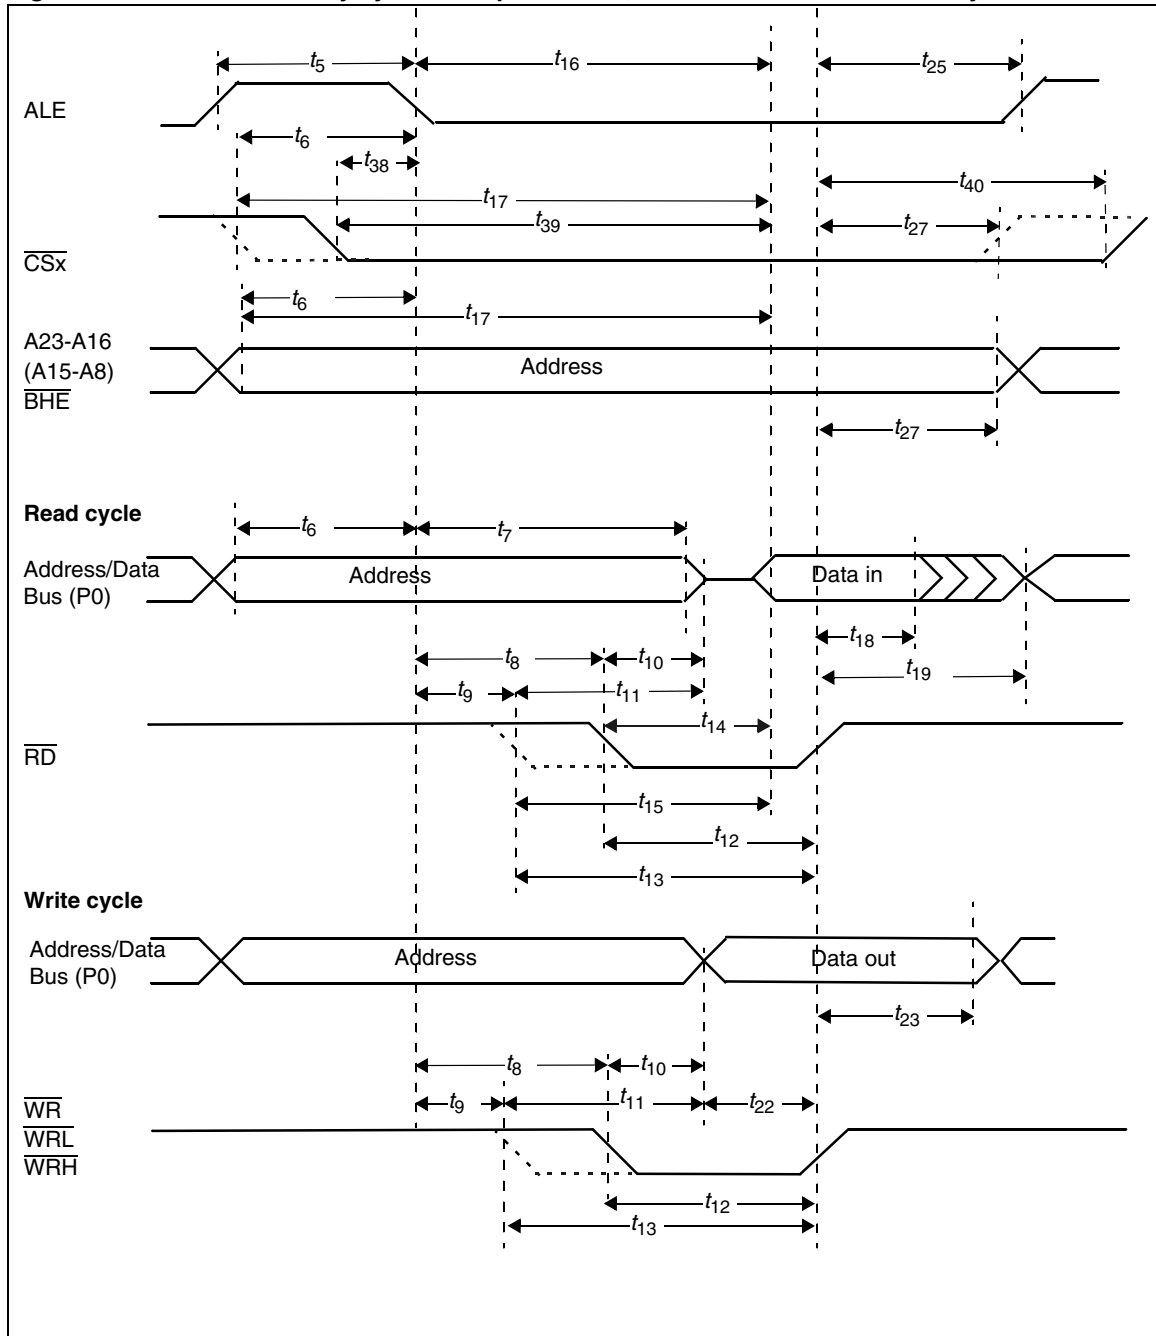 t5 t16 t25
ALE
t6
t38
t40
t17
t39 t27
CSx
t6
t17
A23-A16
(A15-A8) Address
BHE
t27
Read cycle
t6 t7
Address/Data Address Data in
Bus (P0)
t18
t8 t10 t19
t9 t11
t14
RD
t15
t12
t13
Write cycle
Address/Data Address Data out
Bus (P0)
t23
t8 t10
WR t9 t11 t22
WRL
WRH
t12
t13